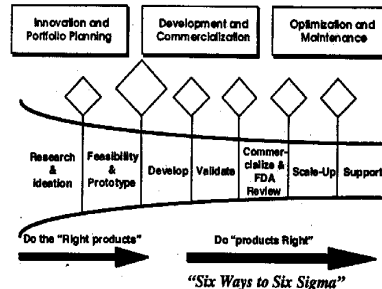 Innovation and
Portfolio Planning
Development and
Commercialization
Optimization and
Maintenance
Research
&
Ideation
Feasibility
&
Prototype
Develop
Validate
Commer-
cialize &
FDA
Review
Scale-Up
Support
Do the "Right products"
Do "products Right"
"Six Ways to Six Sigma"